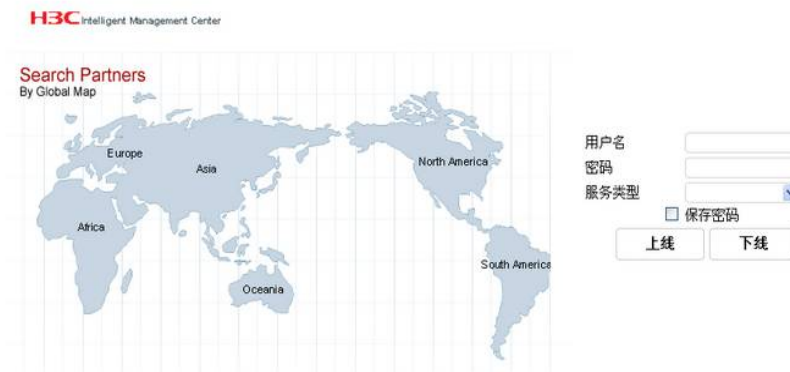 H3C Intelligent Management Center
Search Partners
By Global Map
Europe
Asia
North America
Africa
South America
Oceania
用户名
密码
服务类型
保存密码
上线 下线